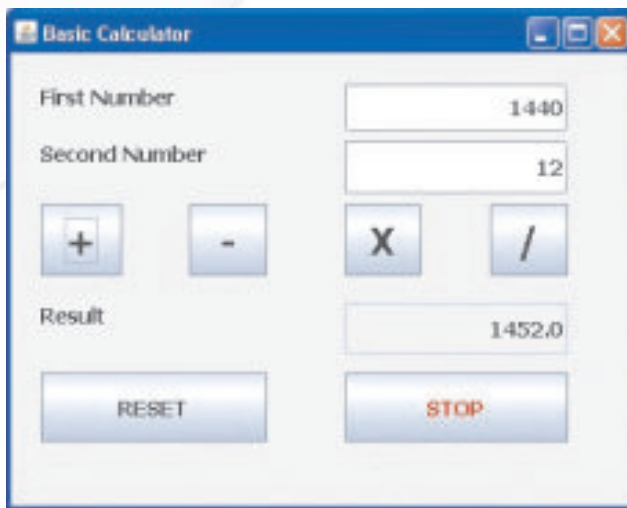 Basic Calculator
First Number 1440
Second Number 12
+ - X /
Result 1452.0
RESET STOP